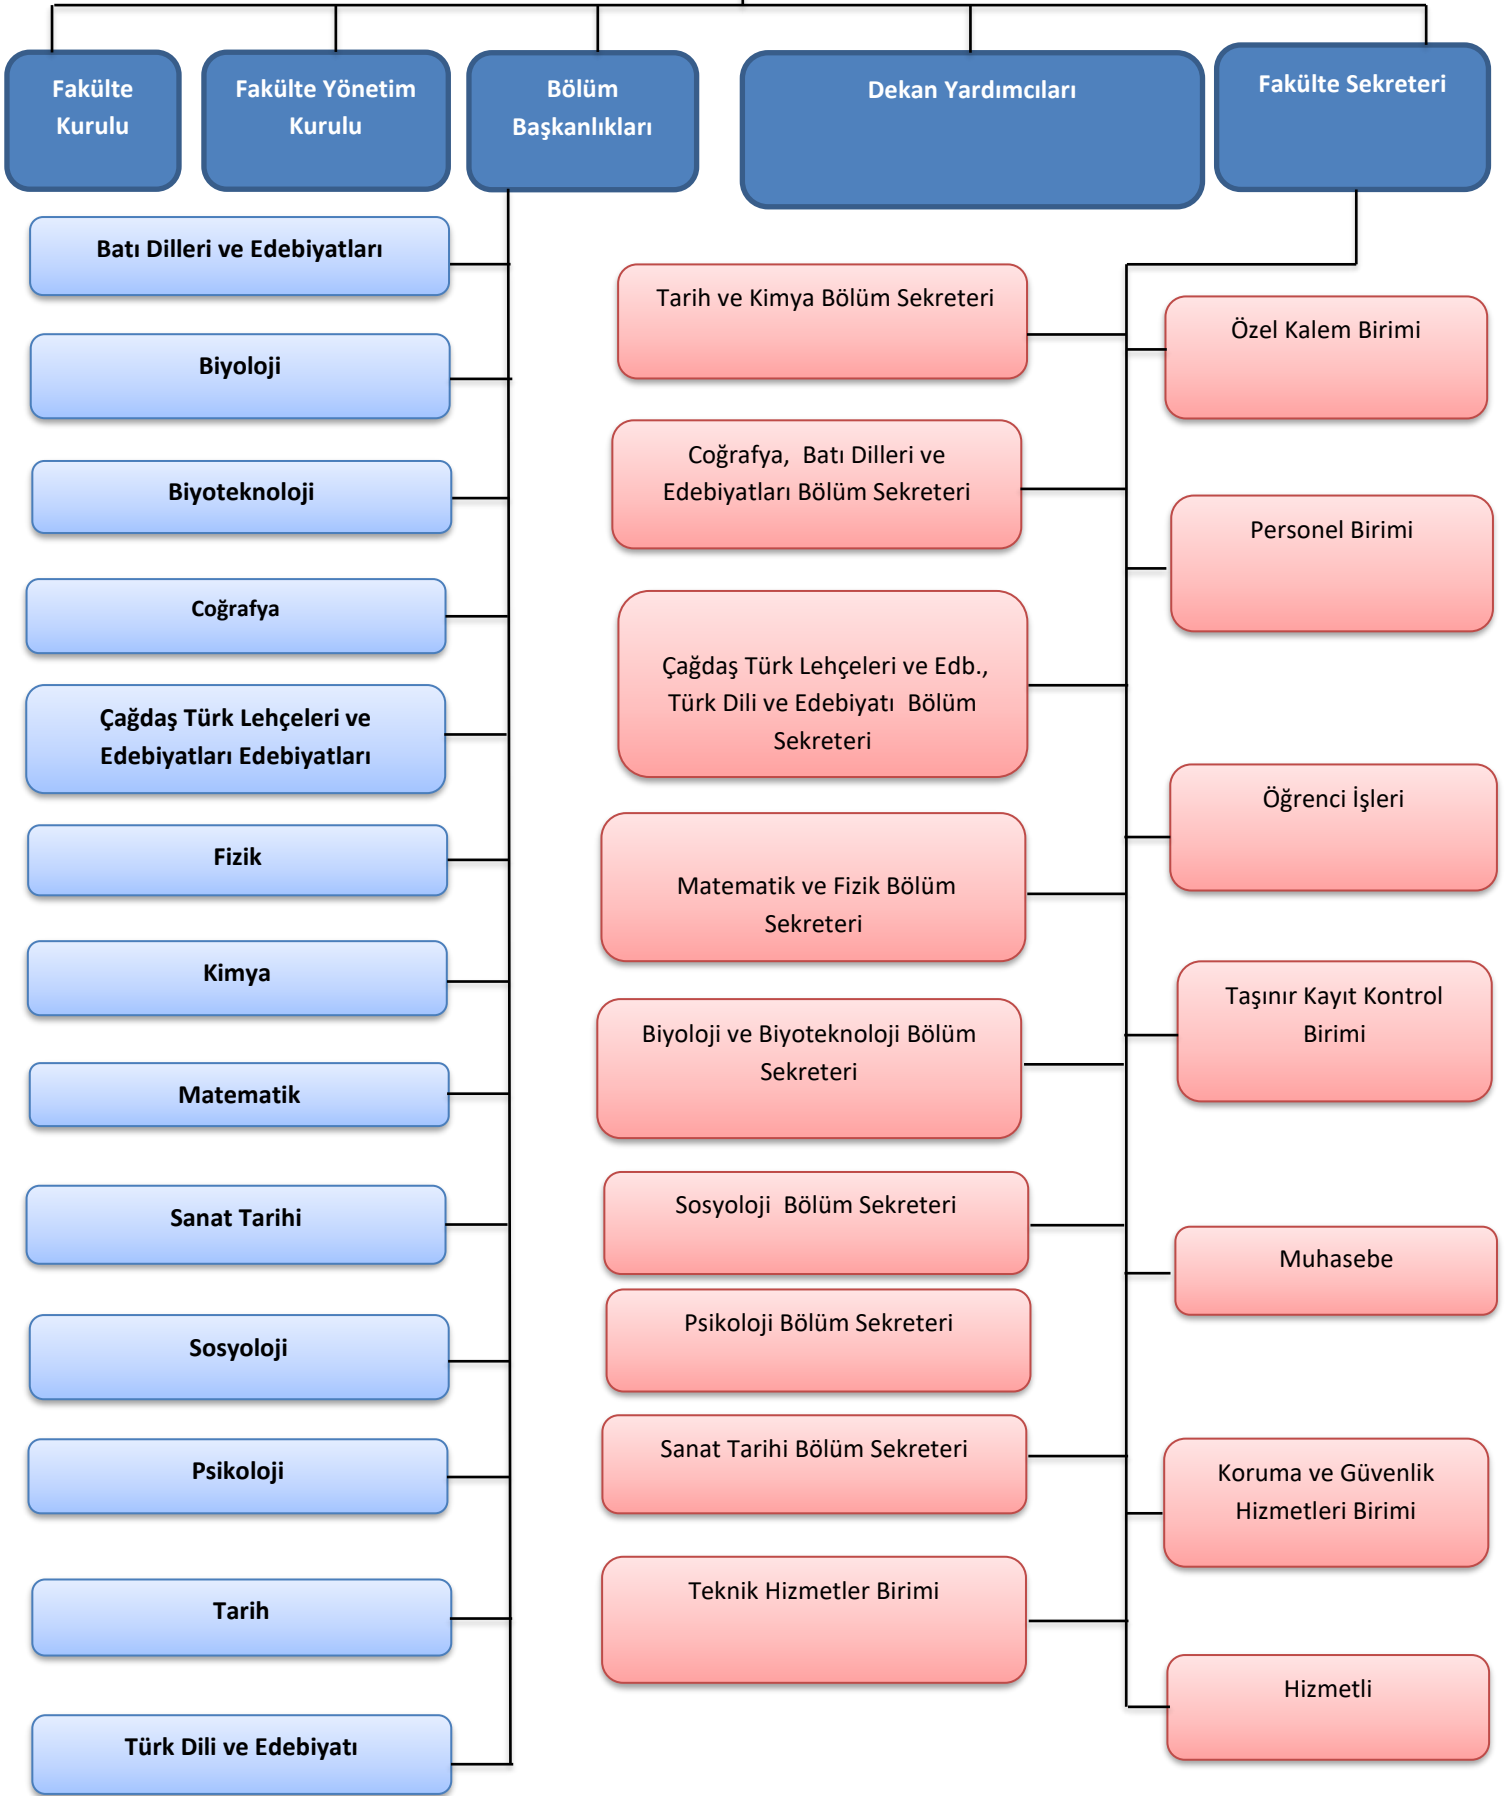 Fakülte
Kurulu
Fakülte Yönetim
Kurulu
Bölüm
Başkanlıkları
Dekan Yardımcıları
Fakülte Sekreteri
Batı Dilleri ve Edebiyatları
Biyoloji
Biyoteknoloji
Coğrafya
Çağdaş Türk Lehçeleri ve
Edebiyatları Edebiyatları
Fizik
Kimya
Matematik
Sanat Tarihi
Sosyoloji
Psikoloji
Tarih
Türk Dili ve Edebiyatı
Tarih ve Kimya Bölüm Sekreteri
Coğrafya,  Batı Dilleri ve
Edebiyatları Bölüm Sekreteri
Çağdaş Türk Lehçeleri ve Edb.,
Türk Dili ve Edebiyatı  Bölüm
Sekreteri
Matematik ve Fizik Bölüm
Sekreteri
Biyoloji ve Biyoteknoloji Bölüm
Sekreteri
Sosyoloji  Bölüm Sekreteri
Psikoloji Bölüm Sekreteri
Sanat Tarihi Bölüm Sekreteri
Teknik Hizmetler Birimi
Özel Kalem Birimi
Personel Birimi
Öğrenci İşleri
Taşınır Kayıt Kontrol
Birimi
Muhasebe
Koruma ve Güvenlik
Hizmetleri Birimi
Hizmetli